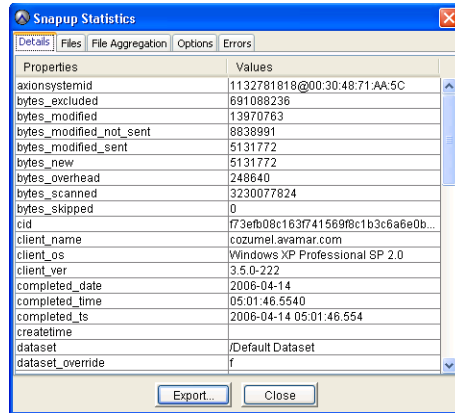 Snapup Statistics
Details Files File Aggregation Options Errors
Properties Values
axionsystemid 1132781818@00:30:48:71:AA:5C
bytes_excluded 691088236
bytes_modified 13970763
bytes_modified_not_sent 8838991
bytes_modified_sent 5131772
bytes_new 5131772
bytes_overhead 248640
bytes_scanned 3230077824
bytes_skipped 0
cid f73efb08c163f741569f8c1b3c6a6e0b...
client_name cozumel.avamar.com
client_os Windows XP Professional SP 2.0
client_ver 3.5.0-222
completed_date 2006-04-14
completed_time 05:01:46.5540
completed_ts 2006-04-14 05:01:46.554
createtime
dataset /Default Dataset
dataset_override f
Export... Close